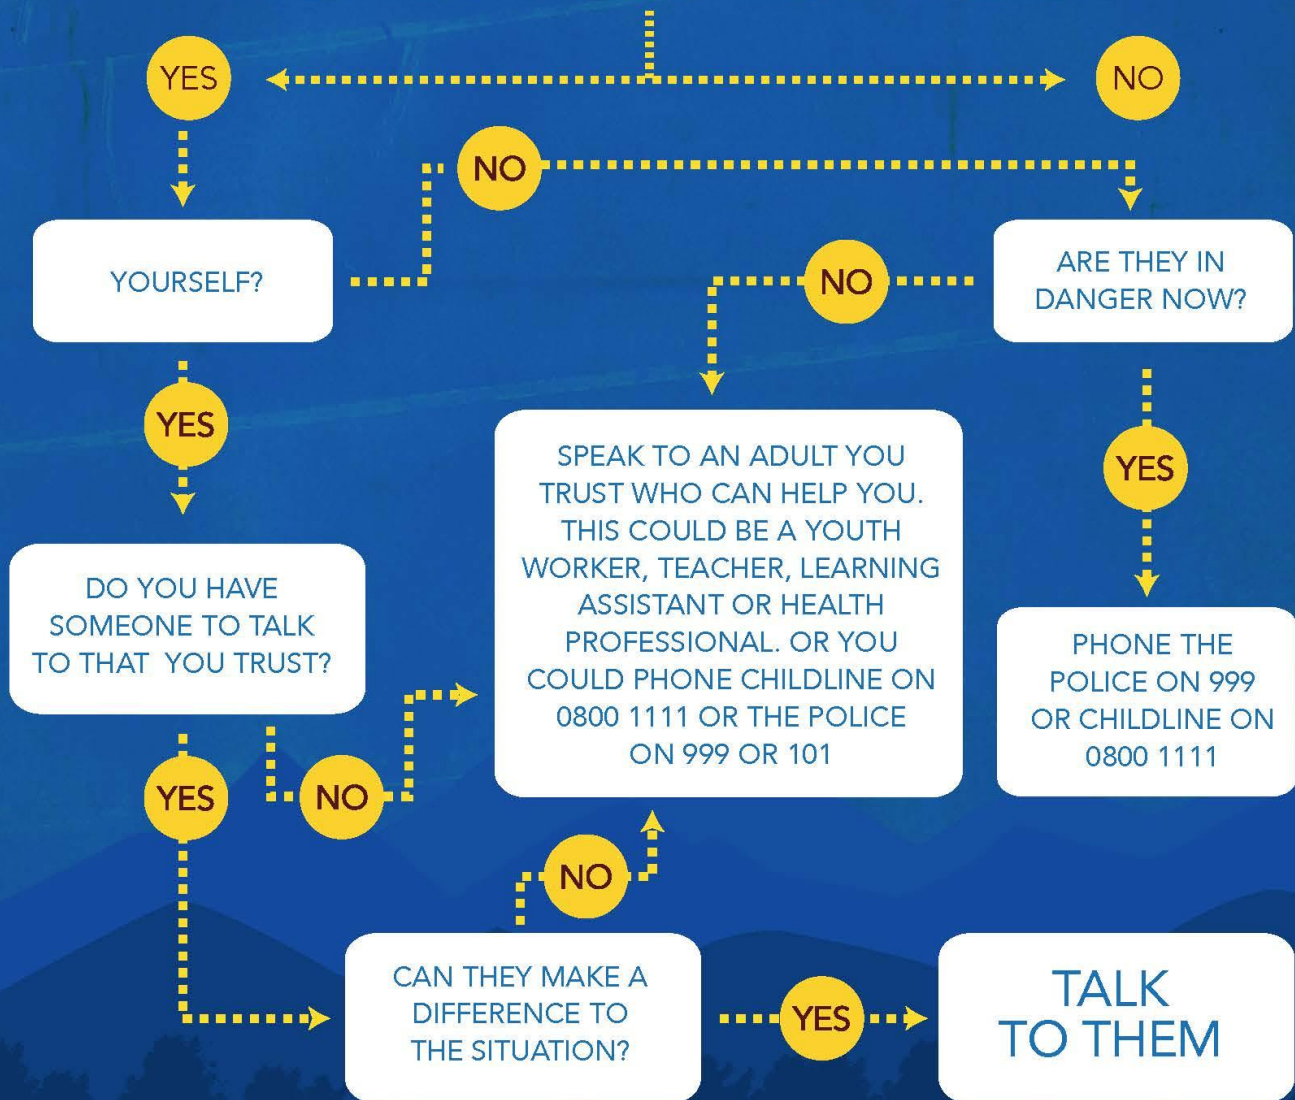 YES
NO
NO
YOURSELF?
NO
ARE THEY IN
DANGER NOW?
YES
YES
SPEAK TO AN ADULT YOU
TRUST WHO CAN HELP YOU.
THIS COULD BE A YOUTH
WORKER, TEACHER, LEARNING
ASSISTANT OR HEALTH
PROFESSIONAL. OR YOU
COULD PHONE CHILDLINE ON
0800 1111 OR THE POLICE
ON 999 OR 101
DO YOU HAVE
SOMEONE TO TALK
TO THAT YOU TRUST?
PHONE THE
POLICE ON 999
OR CHILDLINE ON
0800 1111
YES
NO
NO
CAN THEY MAKE A
DIFFERENCE TO
THE SITUATION?
YES
TALK
TO THEM